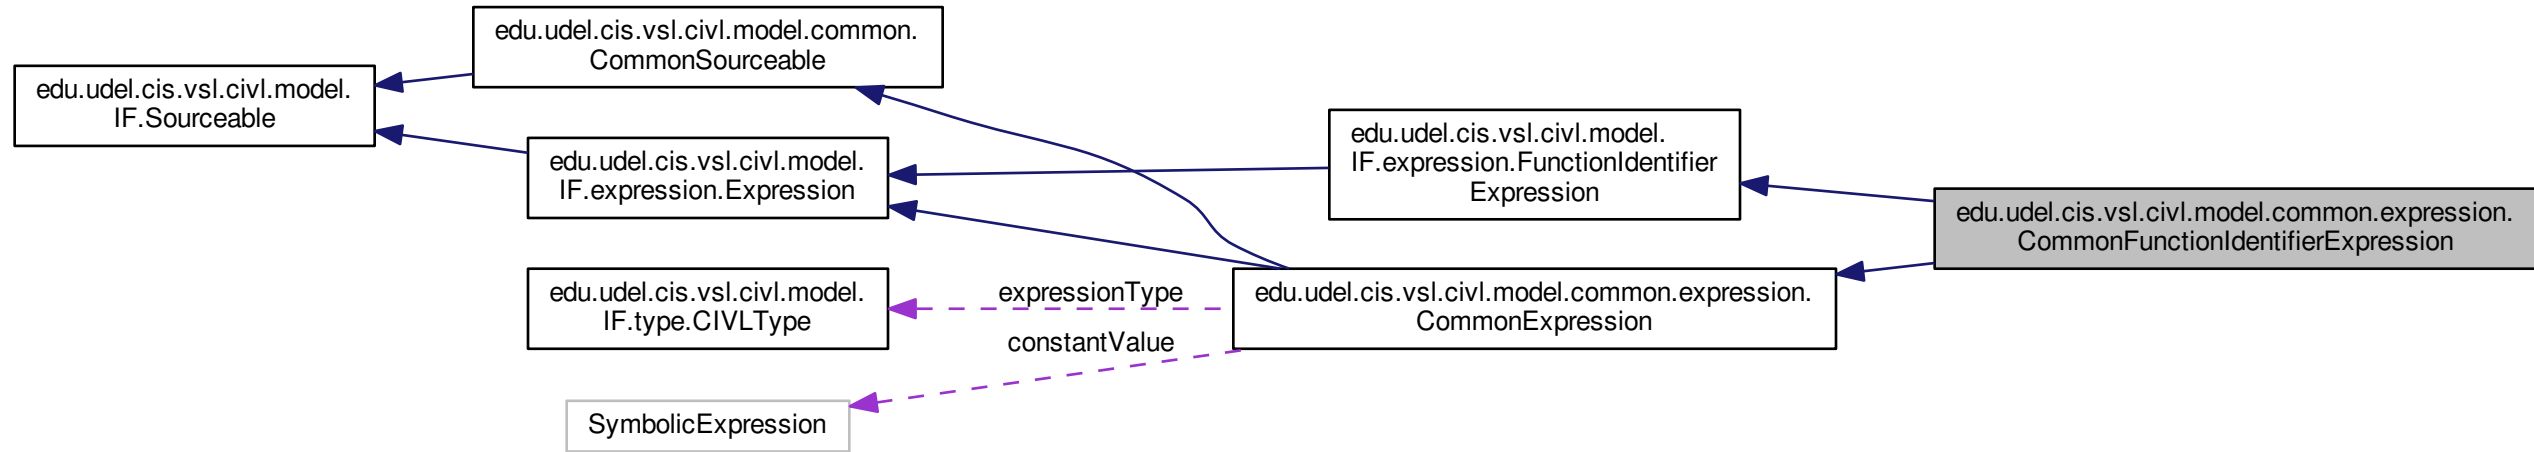 edu.udel.cis.vsl.civl.model.common.
CommonSourceable
edu.udel.cis.vsl.civl.model.
IF.Sourceable
edu.udel.cis.vsl.civl.model.
IF.expression.Expression
edu.udel.cis.vsl.civl.model.
IF.expression.FunctionIdentifier
Expression
edu.udel.cis.vsl.civl.model.common.expression.
CommonFunctionIdentifierExpression
edu.udel.cis.vsl.civl.model.
IF.type.CIVLType
expressionType
edu.udel.cis.vsl.civl.model.common.expression.
CommonExpression
constantValue
SymbolicExpression